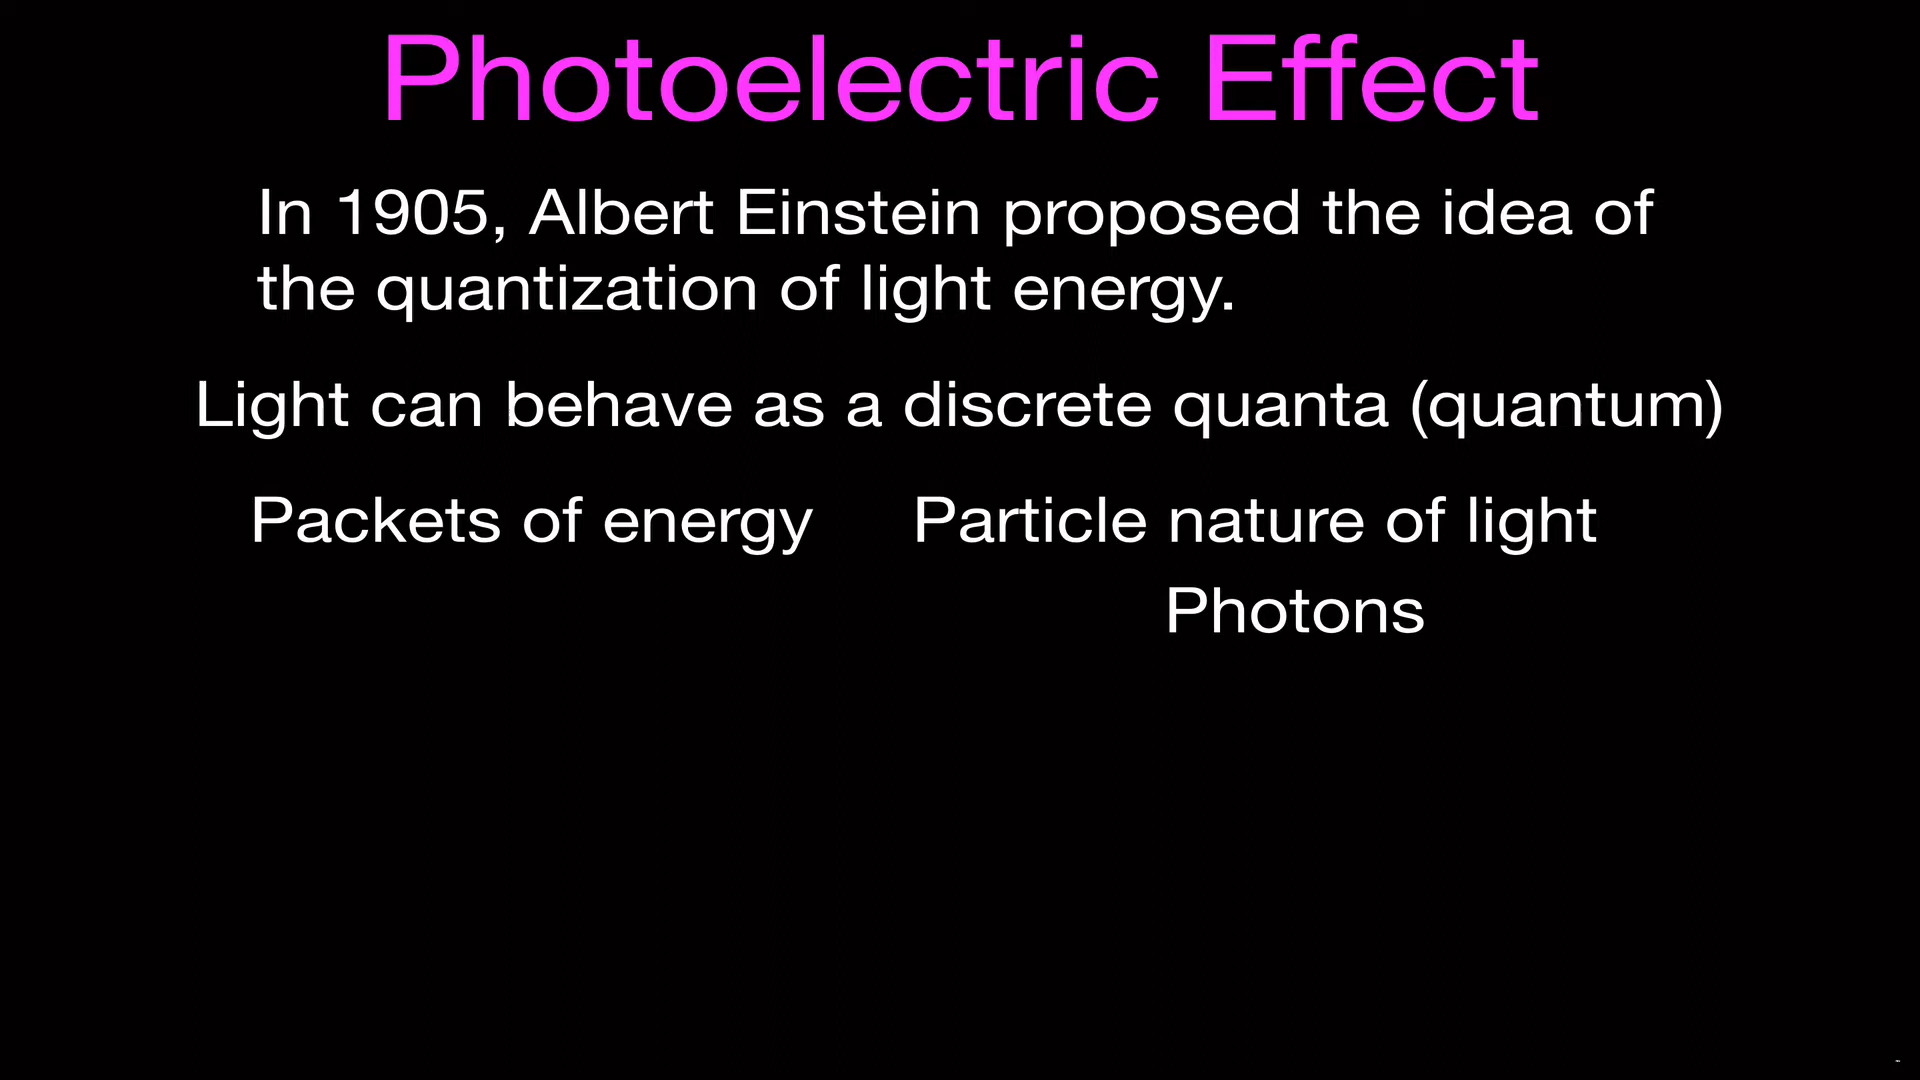 Photoelectric Effect
In 1905, Albert Einstein proposed the idea of
the quantization of light energy.
Light can behave as a discrete quanta (quantum)
Packets of energy Particle nature of light
Photons